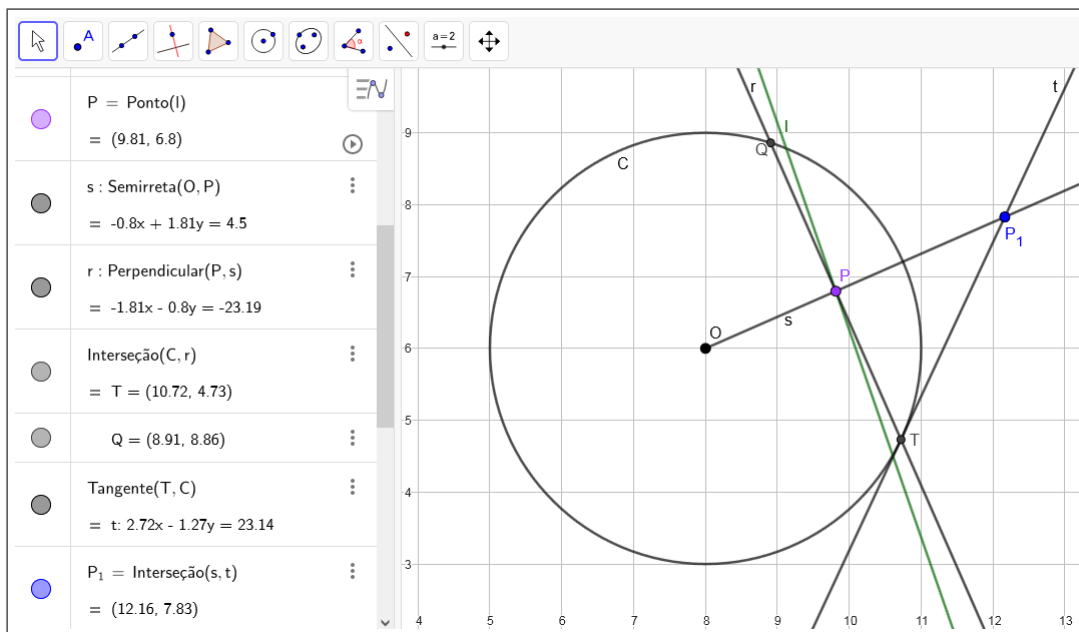 A
a = 2
P = Ponto(l)
= (9.81, 6.8)
s : Semirreta(O, P)
= -0.8x + 1.81y = 4.5
r : Perpendicular(P, s)
= -1.81x - 0.8y = -23.19
Interseção(C, r)
= T = (10.72, 4.73)
Q = (8.91, 8.86)
Tangente(T, C)
= t: 2.72x - 1.27y = 23.14
P₁ = Interseção(s, t)
= (12.16, 7.83)
r
t
l
9
C
Q
8
P₁
7
P
s
O
6
5
T
4
3
4 5 6 7 8 9 10 11 12 13